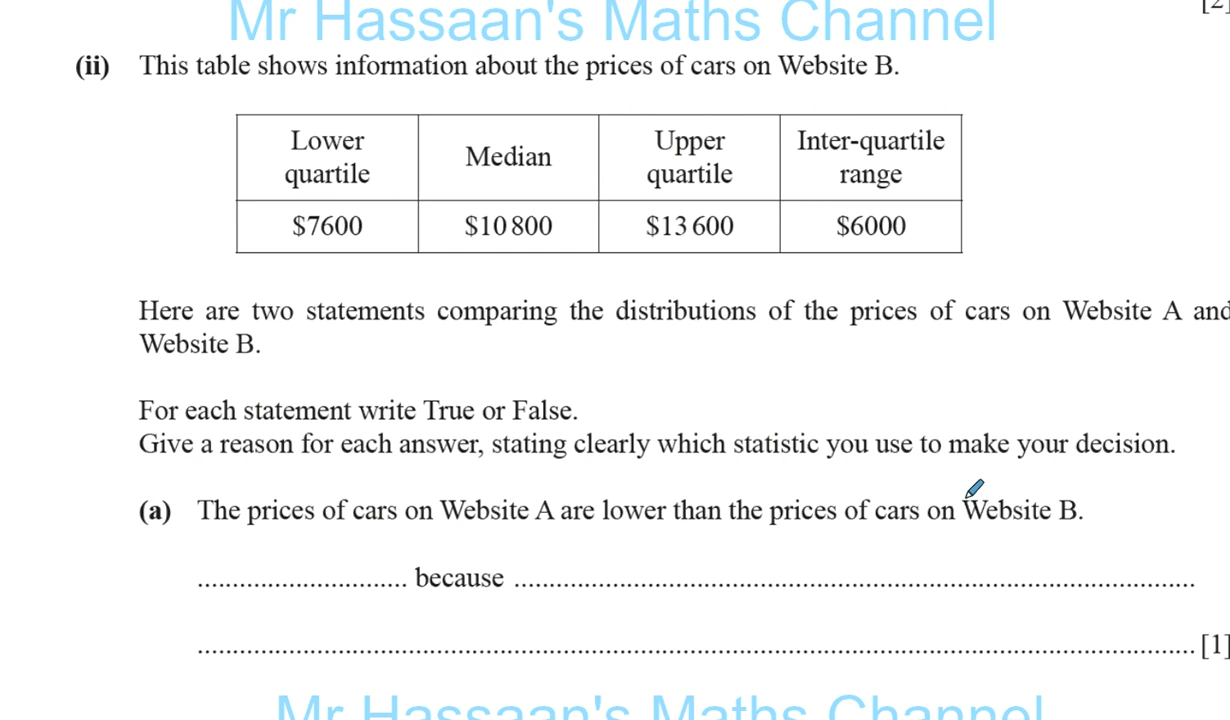 Mr Hassaan's Maths Channel
(ii) This table shows information about the prices of cars on Website B.
Lower quartile
Median
Upper quartile
Inter-quartile range
$7600
$10 800
$13 600
$6000
Here are two statements comparing the distributions of the prices of cars on Website A and
Website B.
For each statement write True or False.
Give a reason for each answer, stating clearly which statistic you use to make your decision.
(a) The prices of cars on Website A are lower than the prices of cars on Website B.
.............................. because ..................................................................................................
................................................................................................................................................ [1]
Mr Hassaan's Maths Channel